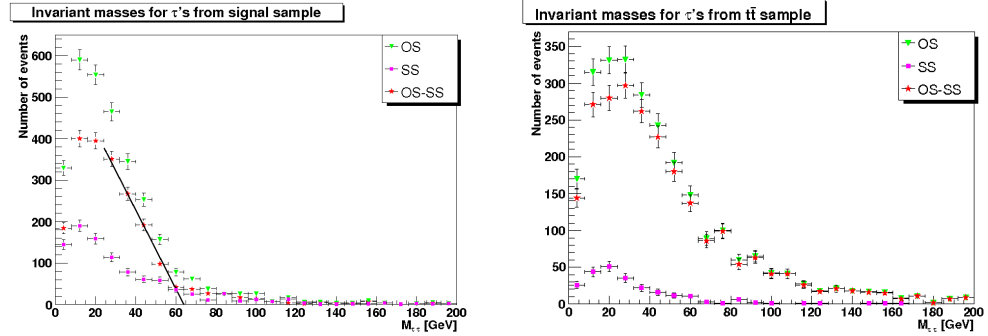 Invariant masses for τ's from signal sample
Number of events
600
500
400
300
200
100
0
0 20 40 60 80 100 120 140 160 180 200
M_ττ [GeV]
OS
SS
OS-SS
Invariant masses for τ's from tt̄ sample
Number of events
350
300
250
200
150
100
50
0
0 20 40 60 80 100 120 140 160 180 200
M_ττ [GeV]
OS
SS
OS-SS